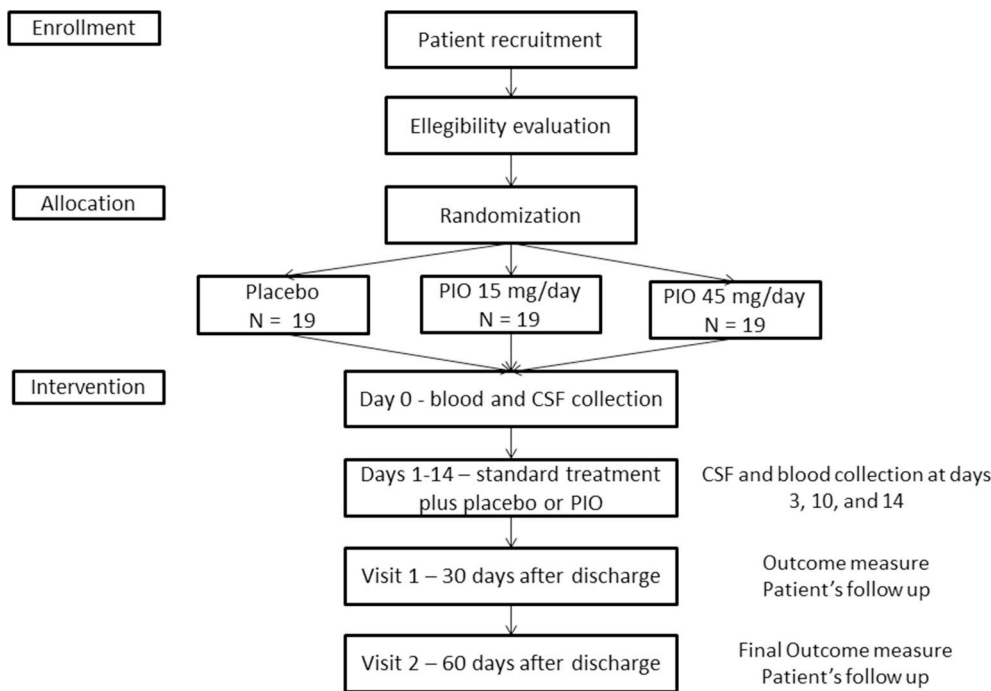 Enrollment
Patient recruitment
Ellegibility evaluation
Allocation
Randomization
Placebo
N = 19
PIO 15 mg/day
N = 19
PIO 45 mg/day
N = 19
Intervention
Day 0 - blood and CSF collection
Days 1-14 – standard treatment
plus placebo or PIO
CSF and blood collection at days
3, 10, and 14
Visit 1 – 30 days after discharge
Outcome measure
Patient's follow up
Visit 2 – 60 days after discharge
Final Outcome measure
Patient's follow up